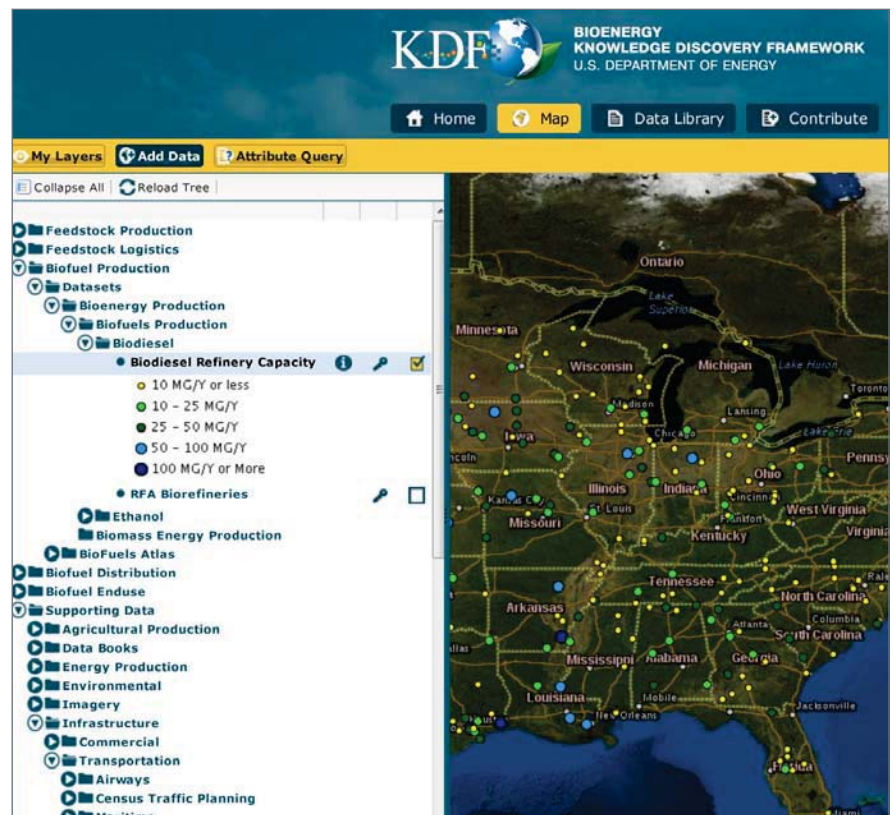 KDF
BIOENERGY
KNOWLEDGE DISCOVERY FRAMEWORK
U.S. DEPARTMENT OF ENERGY
Home
Map
Data Library
Contribute
My Layers
Add Data
Attribute Query
Collapse All
Reload Tree
Feedstock Production
Feedstock Logistics
Biofuel Production
Datasets
Bioenergy Production
Biofuels Production
Biodiesel
Biodiesel Refinery Capacity
10 MG/Y or less
10 – 25 MG/Y
25 – 50 MG/Y
50 – 100 MG/Y
100 MG/Y or More
RFA Biorefineries
Ethanol
Biomass Energy Production
BioFuels Atlas
Biofuel Distribution
Biofuel Enduse
Supporting Data
Agricultural Production
Data Books
Energy Production
Environmental
Imagery
Infrastructure
Commercial
Transportation
Airways
Census Traffic Planning
Ontario
Lake
Superior
Minnesota
Wisconsin
Michigan
Lake Huron
Toronto
Madison
Lansing
Iowa
Chicago
Lake Erie
Penns
Ohio
Illinois
Indiana
Cincinna
St. Louis
West Virginia
Missouri
Frankfort
Kentucky
Virginia
Tennessee
North Carolina
Arkansas
Atlanta
Columbia
South Carolina
Mississippi
Alabama
Georgia
Louisiana
Mobile
Jacksonville
New Orleans
Florida
Miami